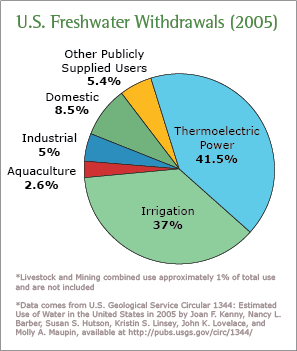 U.S. Freshwater Withdrawals (2005)
Other Publicly
Supplied Users
5.4%
Domestic
8.5%
Industrial
5%
Aquaculture
2.6%
Thermoelectric
Power
41.5%
Irrigation
37%
*Livestock and Mining combined use approximately 1% of total use
and are not included
*Data comes from U.S. Geological Service Circular 1344: Estimated
Use of Water in the United States in 2005 by Joan F. Kenny, Nancy L.
Barber, Susan S. Hutson, Kristin S. Linsey, John K. Lovelace, and
Molly A. Maupin, available at http://pubs.usgs.gov/circ/1344/